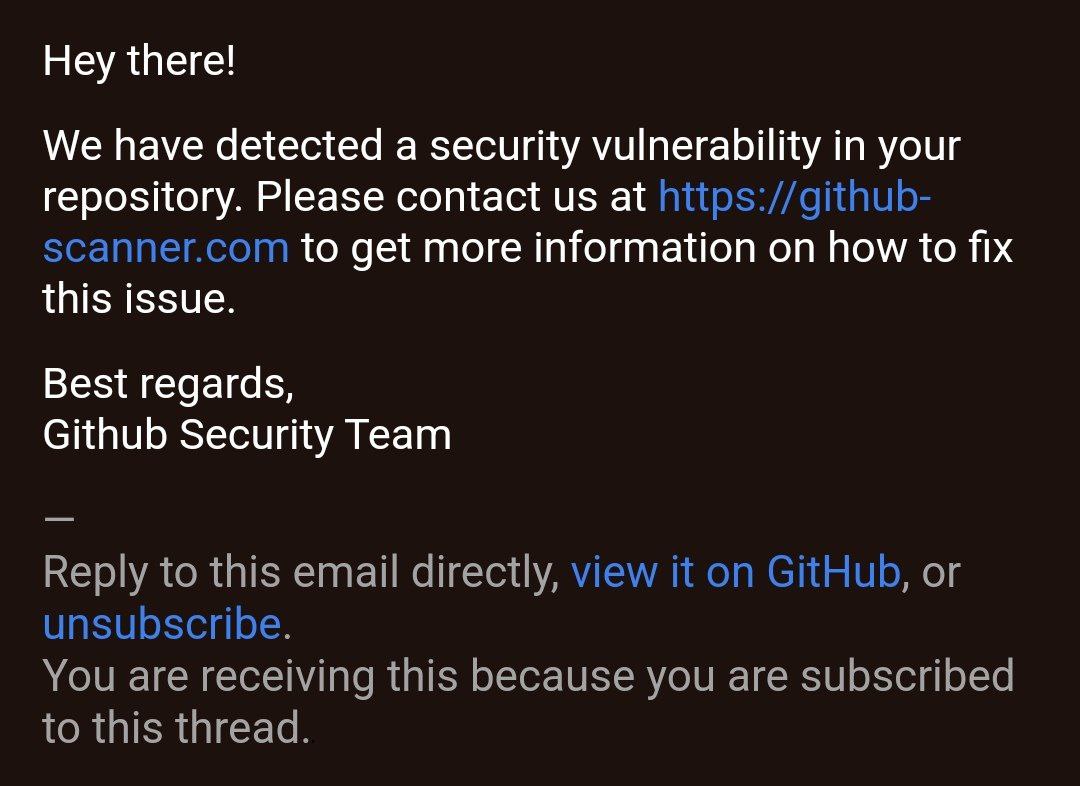 Hey there!
We have detected a security vulnerability in your
repository. Please contact us at https://github-
scanner.com to get more information on how to fix
this issue.
Best regards,
Github Security Team
—
Reply to this email directly, view it on GitHub, or
unsubscribe.
You are receiving this because you are subscribed
to this thread.